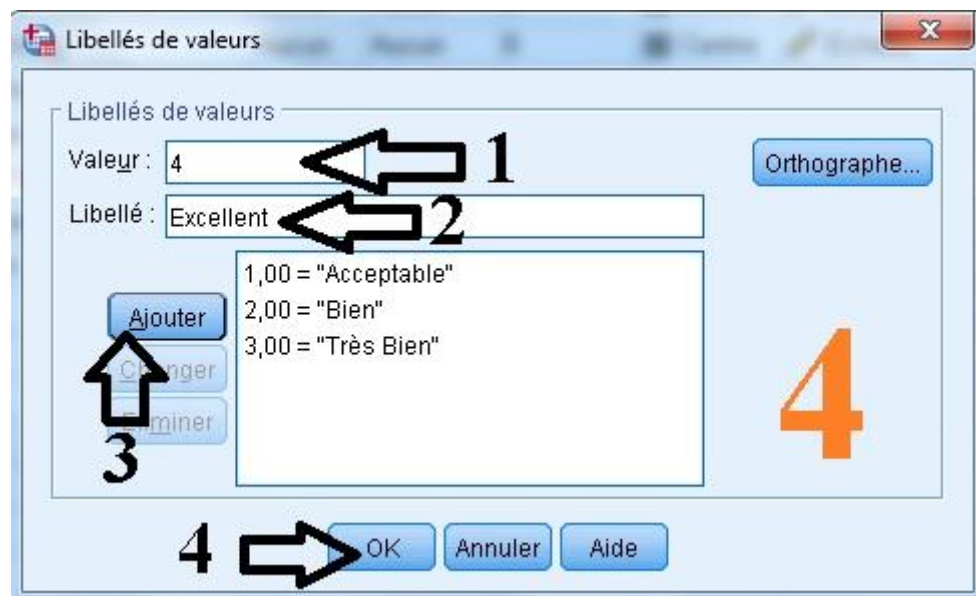 Libellés de valeurs
Libellés de valeurs
Valeur : 4
1
Orthographe...
Libellé : Excellent
2
1,00 = "Acceptable"
2,00 = "Bien"
3,00 = "Très Bien"
Ajouter
3
4
4
OK
Annuler
Aide